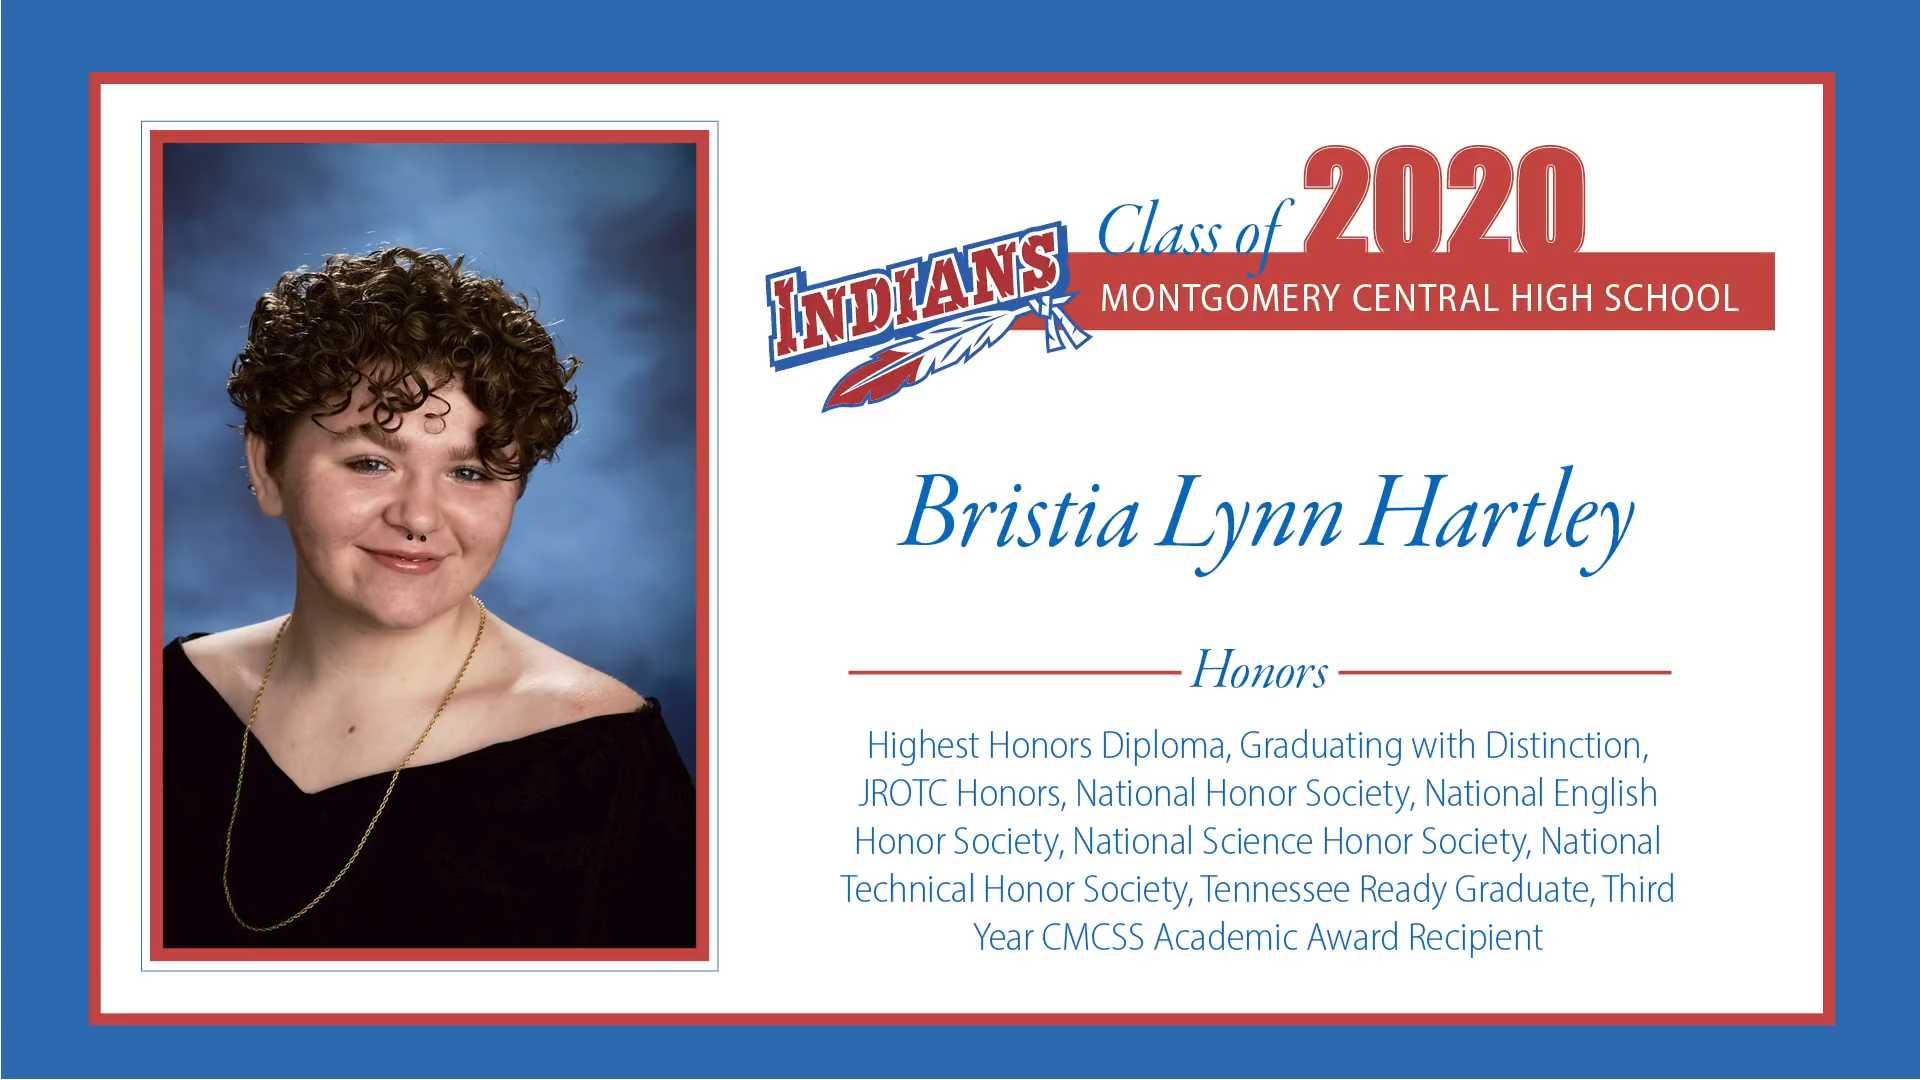 Class of 2020
INDIANS
MONTGOMERY CENTRAL HIGH SCHOOL
Bristia Lynn Hartley
Honors
Highest Honors Diploma, Graduating with Distinction,
JROTC Honors, National Honor Society, National English
Honor Society, National Science Honor Society, National
Technical Honor Society, Tennessee Ready Graduate, Third
Year CMCSS Academic Award Recipient